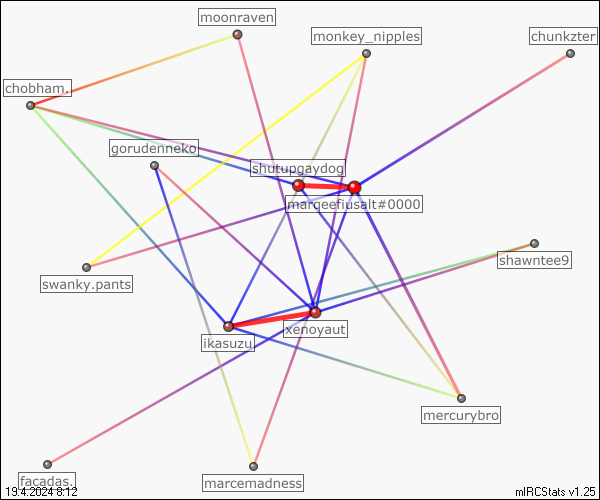 moonraven
monkey_nipples
chunkzter
chobham.
gorudenneko
shutupgaydog
marqeefiusalt#0000
shawntee9
swanky.pants
xenoyaut
ikasuzu
mercurybro
facadas.
marcemadness
19.4.2024 8:12
mIRCStats v1.25